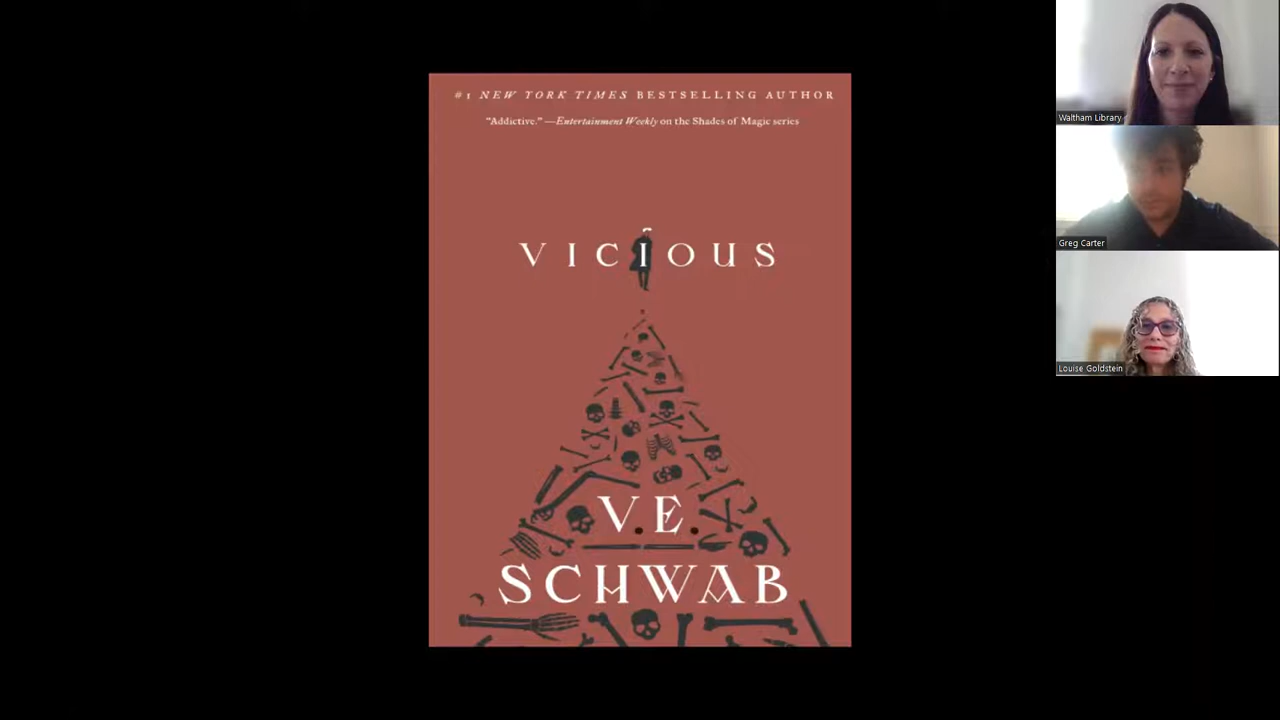 #1 NEW YORK TIMES BESTSELLING AUTHOR
"Addictive." —Entertainment Weekly on the Shades of Magic series
VICIOUS
V.E.
SCHWAB
Waltham Library
Greg Carter
Louise Goldstein